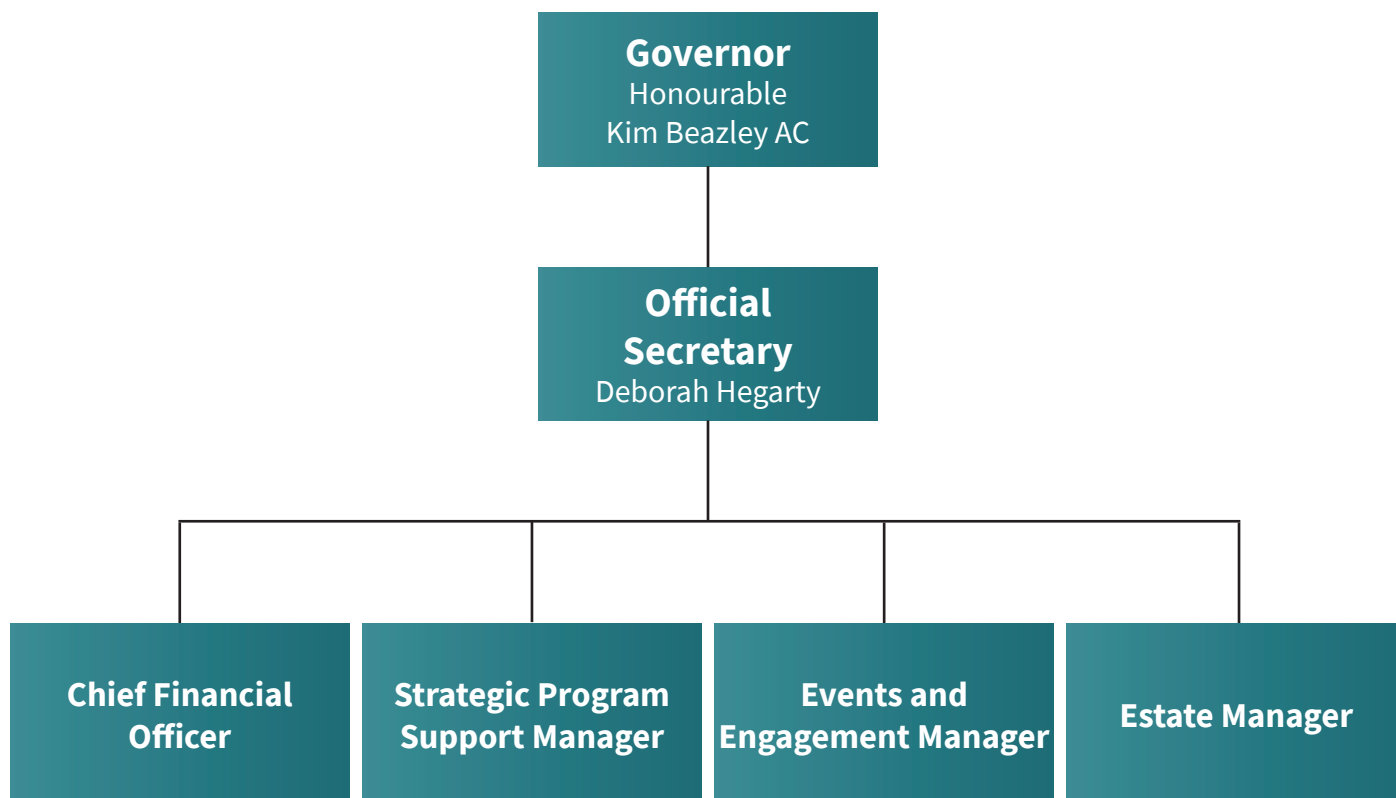 Governor
Honourable
Kim Beazley AC
Official
Secretary
Deborah Hegarty
Chief Financial
Officer
Strategic Program
Support Manager
Events and
Engagement Manager
Estate Manager